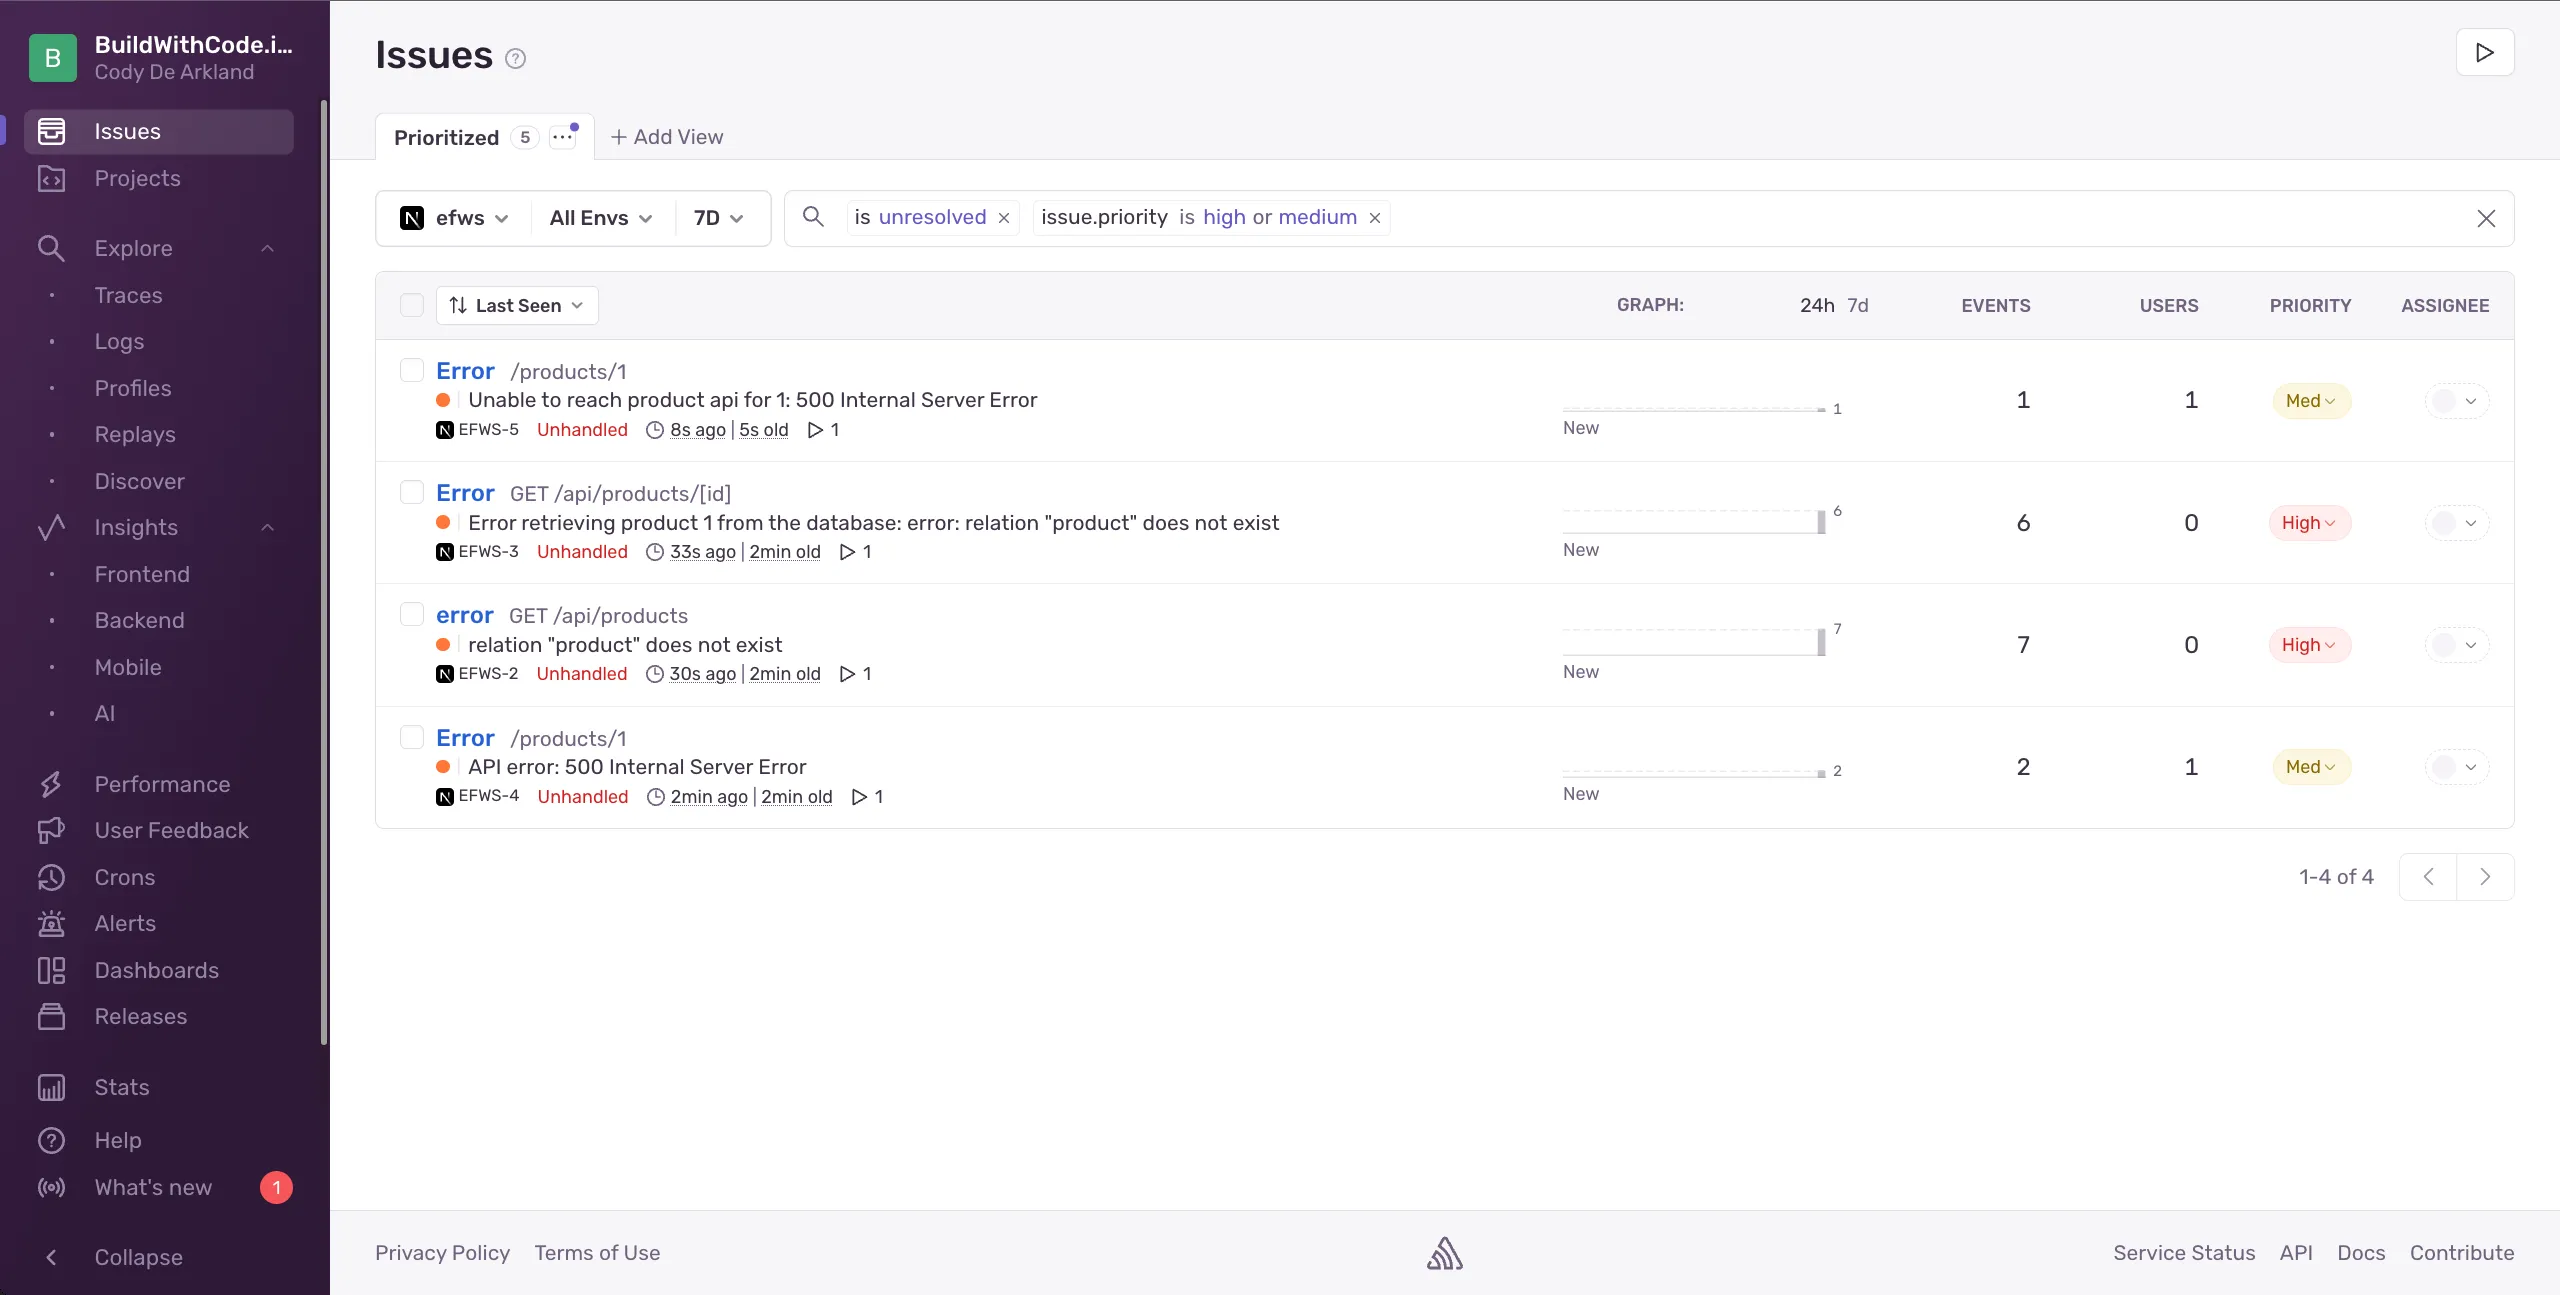 B
BuildWithCode.i...
Cody De Arkland
Issues
Projects
Explore
Traces
Logs
Profiles
Replays
Discover
Insights
Frontend
Backend
Mobile
AI
Performance
User Feedback
Crons
Alerts
Dashboards
Releases
Stats
Help
What's new 1
Collapse
Issues ?
Prioritized 5 ... + Add View
efws All Envs 7D is unresolved × issue.priority is high or medium ×
Last Seen GRAPH: 24h 7d EVENTS USERS PRIORITY ASSIGNEE
Error /products/1
Unable to reach product api for 1: 500 Internal Server Error
EFWS-5 Unhandled 8s ago | 5s old 1
1
New
1 1 Med
Error GET /api/products/[id]
Error retrieving product 1 from the database: error: relation "product" does not exist
EFWS-3 Unhandled 33s ago | 2min old 1
6
New
6 0 High
error GET /api/products
relation "product" does not exist
EFWS-2 Unhandled 30s ago | 2min old 1
7
New
7 0 High
Error /products/1
API error: 500 Internal Server Error
EFWS-4 Unhandled 2min ago | 2min old 1
2
New
2 1 Med
1-4 of 4
Privacy Policy Terms of Use
Service Status API Docs Contribute